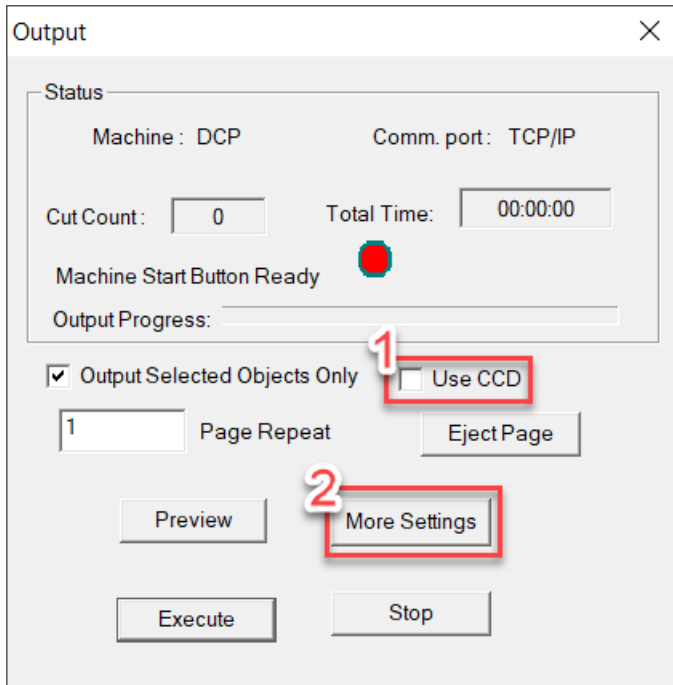 Output
Status
Machine : DCP Comm. port : TCP/IP
Cut Count : 0 Total Time: 00:00:00
Machine Start Button Ready
Output Progress:
1
Output Selected Objects Only Use CCD
1 Page Repeat Eject Page
2
Preview More Settings
Execute Stop